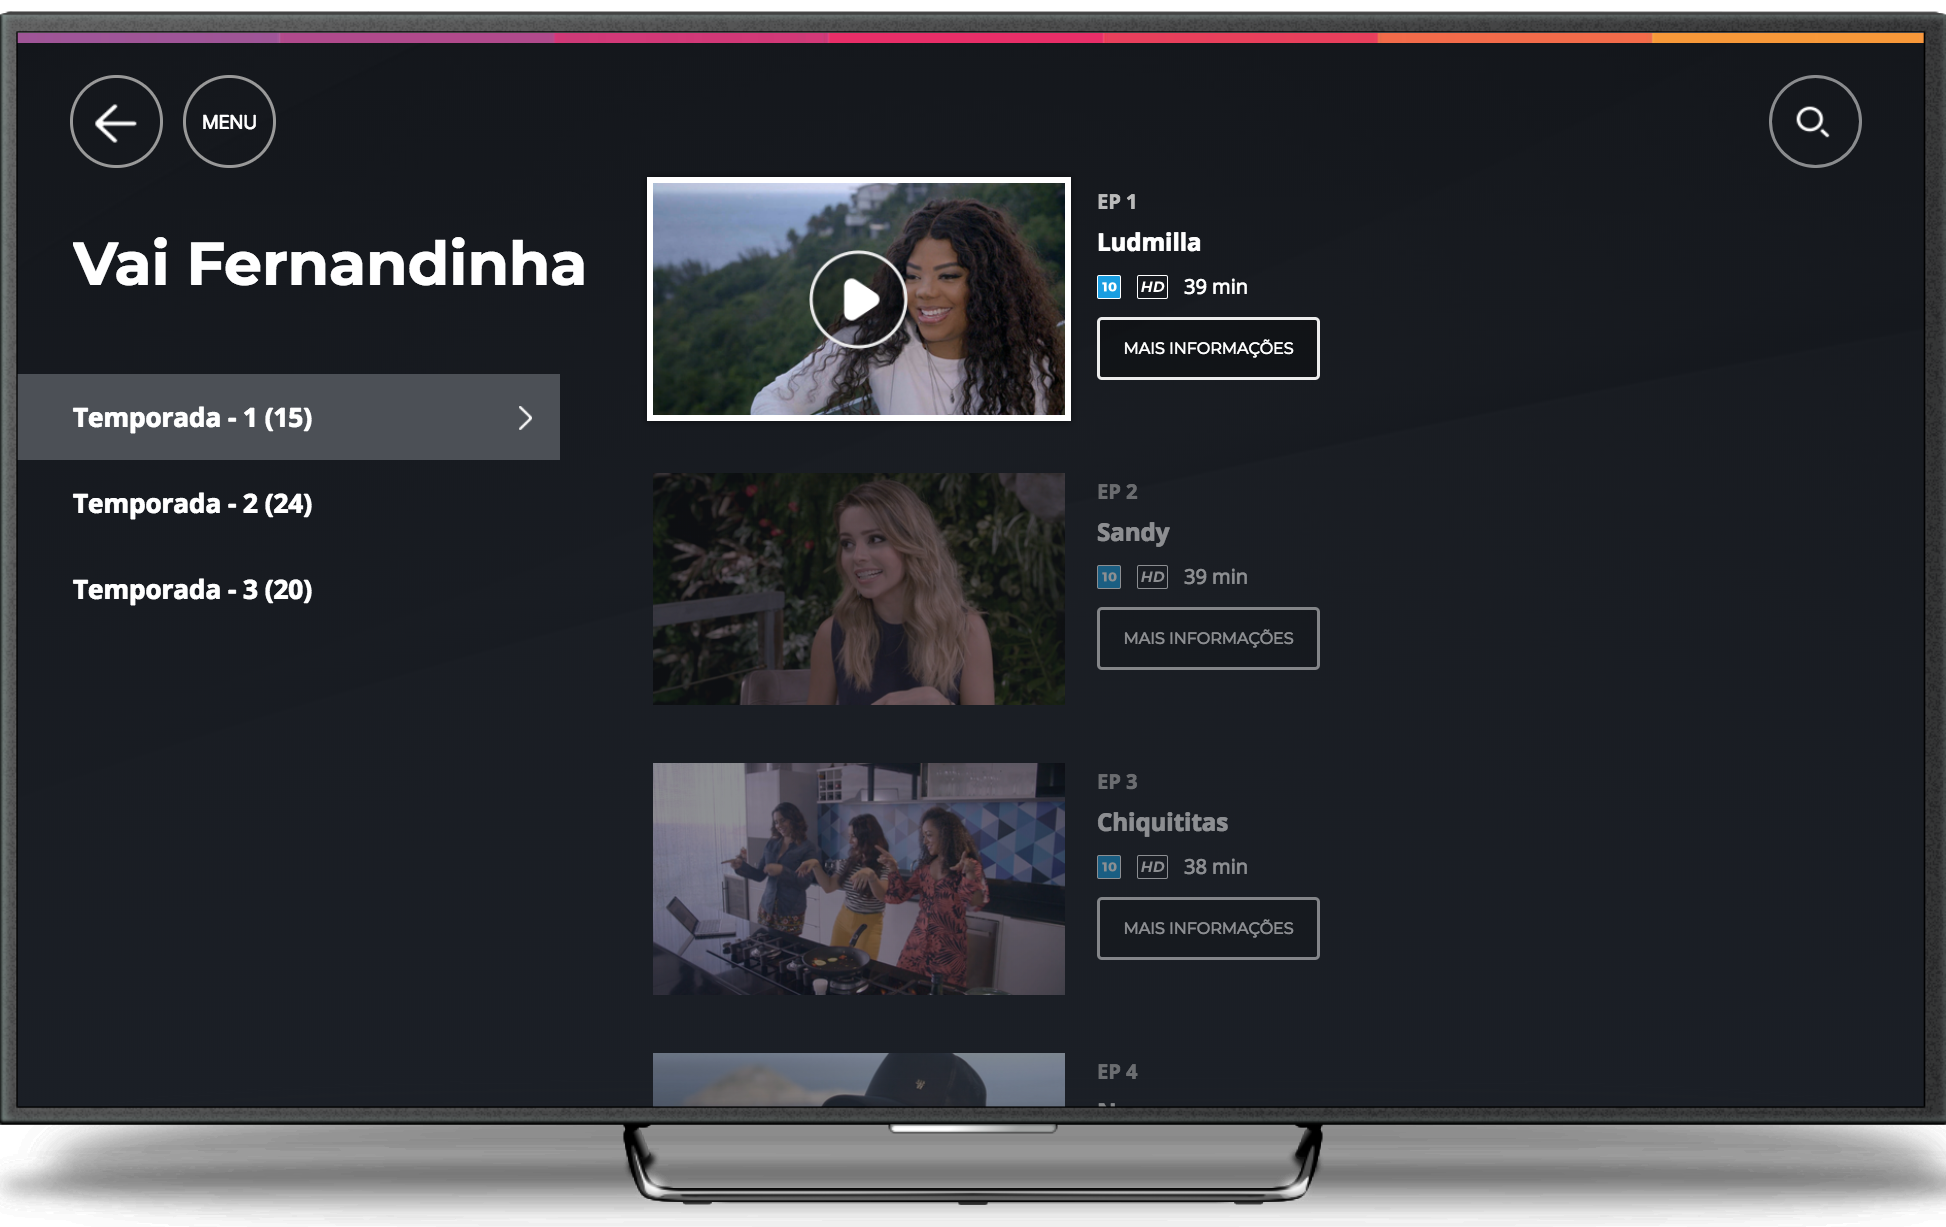 MENU
Vai Fernandinha
Temporada - 1 (15)
Temporada - 2 (24)
Temporada - 3 (20)
EP 1
Ludmilla
10 HD 39 min
MAIS INFORMAÇÕES
EP 2
Sandy
10 HD 39 min
MAIS INFORMAÇÕES
EP 3
Chiquititas
10 HD 38 min
MAIS INFORMAÇÕES
EP 4